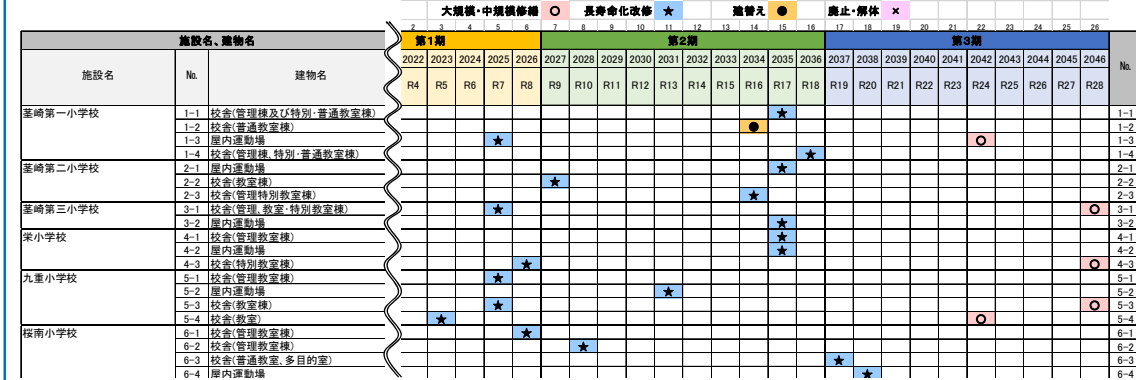 大規模・中規模修繕 ○ 長寿命化改修 ★ 建替え ● 廃止・解体 ×
2 3 4 5 6 7 8 9 10 11 12 13 14 15 16 17 18 19 20 21 22 23 24 25 26
施設名、建物名 第1期 第2期 第3期
施設名 No. 建物名 2022 2023 2024 2025 2026 2027 2028 2029 2030 2031 2032 2033 2034 2035 2036 2037 2038 2039 2040 2041 2042 2043 2044 2045 2046 No.
R4 R5 R6 R7 R8 R9 R10 R11 R12 R13 R14 R15 R16 R17 R18 R19 R20 R21 R22 R23 R24 R25 R26 R27 R28
茎崎第一小学校
1-1 校舎(管理棟及び特別・普通教室棟) ★ 1-1
1-2 校舎(普通教室棟) ● 1-2
1-3 屋内運動場 ★ ○ 1-3
1-4 校舎(管理棟、特別・普通教室棟) ★ 1-4
茎崎第二小学校
2-1 屋内運動場 ★ 2-1
2-2 校舎(教室棟) ★ 2-2
2-3 校舎(管理特別教室棟) ★ 2-3
茎崎第三小学校
3-1 校舎(管理、教室・特別教室棟) ★ ○ 3-1
3-2 屋内運動場 ★ 3-2
栄小学校
4-1 校舎(管理教室棟) ★ 4-1
4-2 屋内運動場 ★ 4-2
4-3 校舎(特別教室棟) ★ ○ 4-3
九重小学校
5-1 校舎(管理教室棟) ★ 5-1
5-2 屋内運動場 ★ 5-2
5-3 校舎(教室棟) ★ ○ 5-3
5-4 校舎(教室) ★ ○ 5-4
桜南小学校
6-1 校舎(管理教室棟) ★ 6-1
6-2 校舎(管理教室棟) ★ 6-2
6-3 校舎(普通教室、多目的室) ★ 6-3
6-4 屋内運動場 ★ 6-4